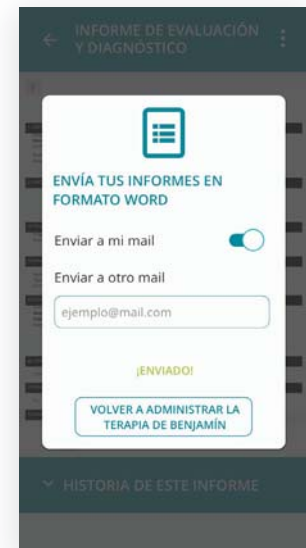 INFORME DE EVALUACIÓN
Y DIAGNÓSTICO
ENVÍA TUS INFORMES EN
FORMATO WORD
Enviar a mi mail
Enviar a otro mail
ejemplo@mail.com
¡ENVIADO!
VOLVER A ADMINISTRAR LA
TERAPIA DE BENJAMÍN
HISTORIA DE ESTE INFORME